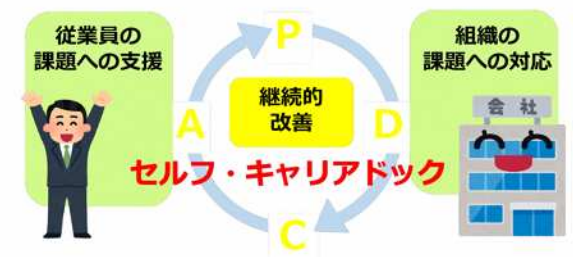 従業員の
課題への支援
P
組織の
課題への対応
継続的
改善
会社
A
D
セルフ・キャリアドック
C